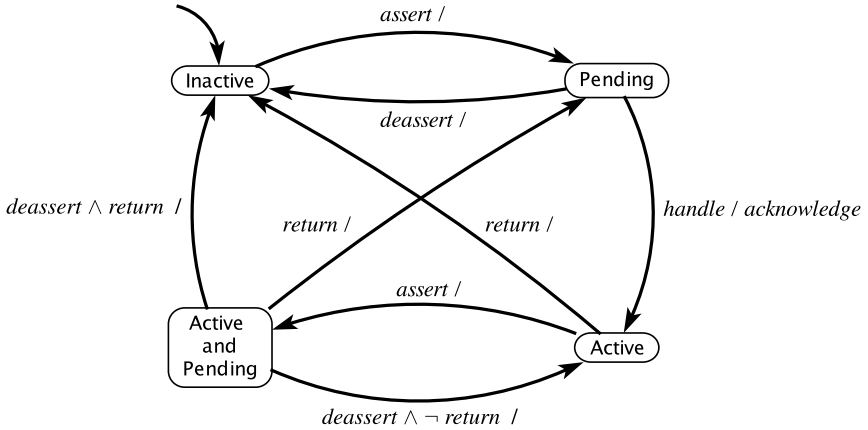 assert /
Inactive
Pending
deassert /
deassert ∧ return /
return /
return /
handle / acknowledge
assert /
Active
and
Pending
Active
deassert ∧ ¬ return /